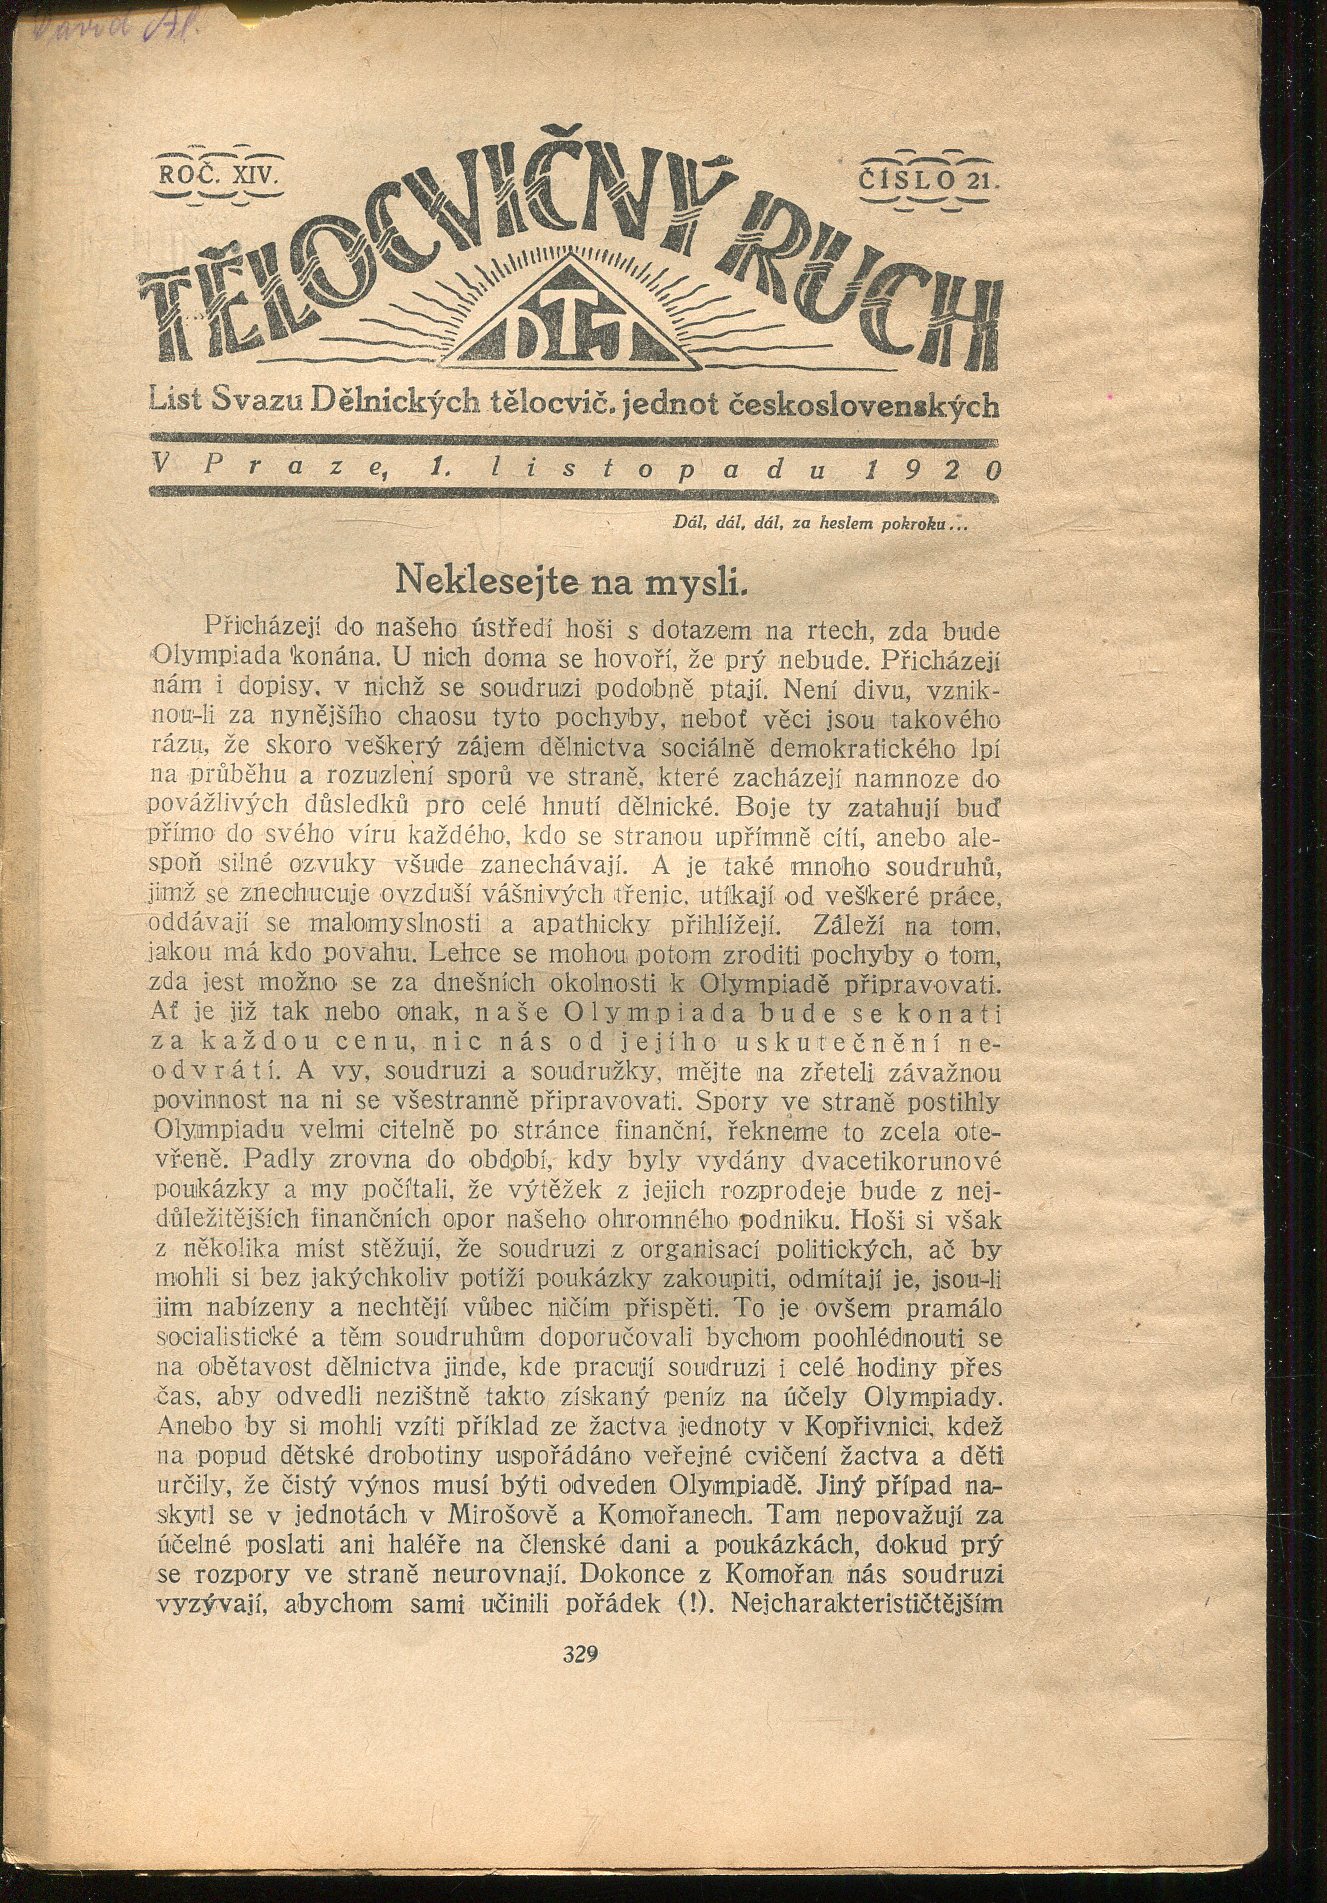 David Al.
ROČ. XIV.
ČÍSLO 21.
TĚLOCVIČNÝ RUCH
DTJ
List Svazu Dělnických tělocvič. jednot československých
V Praze, 1. listopadu 1920
Dál, dál, dál, za heslem pokroku...
Neklesejte na mysli.
Přicházejí do našeho ústředí hoši s dotazem na rtech, zda bude
Olympiada konána. U nich doma se hovoří, že prý nebude. Přicházejí
nám i dopisy, v nichž se soudruzi podobně ptají. Není divu, vznik-
nou-li za nynějšího chaosu tyto pochyby, neboť věci jsou takového
rázu, že skoro veškerý zájem dělnictva sociálně demokratického lpí
na průběhu a rozuzlení sporů ve straně, které zacházejí namnoze do
povážlivých důsledků pro celé hnutí dělnické. Boje ty zatahují buď
přímo do svého víru každého, kdo se stranou upřímně cítí, anebo ale-
spoň silné ozvuky všude zanechávají. A je také mnoho soudruhů,
jimž se znechucuje ovzduší vášnivých třenic, utíkají od veškeré práce,
oddávají se malomyslnosti a apathicky přihlížejí. Záleží na tom,
jakou má kdo povahu. Lehce se mohou potom zroditi pochyby o tom,
zda jest možno se za dnešních okolnosti k Olympiadě připravovati.
Ať je již tak nebo onak, naše Olympiada bude se konati
za každou cenu, nic nás od jejího uskutečnění ne-
odvrátí. A vy, soudruzi a soudružky, mějte na zřeteli závažnou
povinnost na ni se všestranně připravovati. Spory ve straně postihly
Olympiadu velmi citelně po stránce finanční, řekněme to zcela ote-
vřeně. Padly zrovna do období, kdy byly vydány dvacetikorunové
poukázky a my počítali, že výtěžek z jejich rozprodeje bude z nej-
důležitějších finančních opor našeho ohromného podniku. Hoši si však
z několika míst stěžují, že soudruzi z organisací politických, ač by
mohli si bez jakýchkoliv potíží poukázky zakoupiti, odmítají je, jsou-li
jim nabízeny a nechtějí vůbec ničím přispěti. To je ovšem pramálo
socialistické a těm soudruhům doporučovali bychom poohlédnouti se
na obětavost dělnictva jinde, kde pracují soudruzi i celé hodiny přes
čas, aby odvedli nezištně takto získaný peníz na účely Olympiady.
Anebo by si mohli vzíti příklad ze žactva jednoty v Kopřivnici, kdež
na popud dětské drobotiny uspořádáno veřejné cvičení žactva a děti
určily, že čistý výnos musí býti odveden Olympiadě. Jiný případ na-
skytl se v jednotách v Mirošově a Komořanech. Tam nepovažují za
účelné poslati ani haléře na členské dani a poukázkách, dokud prý
se rozpory ve straně neurovnají. Dokonce z Komořan nás soudruzi
vyzývají, abychom sami učinili pořádek (!). Nejcharakterističtějším
329